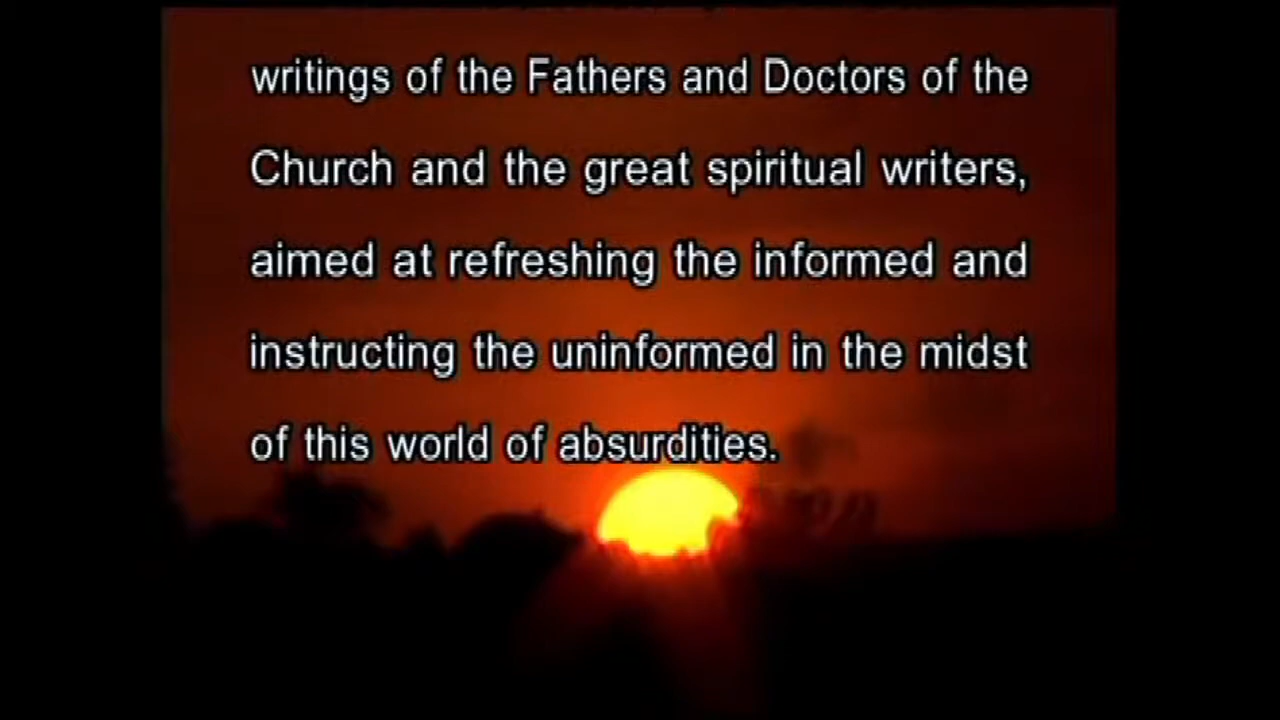 writings of the Fathers and Doctors of the
Church and the great spiritual writers,
aimed at refreshing the informed and
instructing the uninformed in the midst
of this world of absurdities.